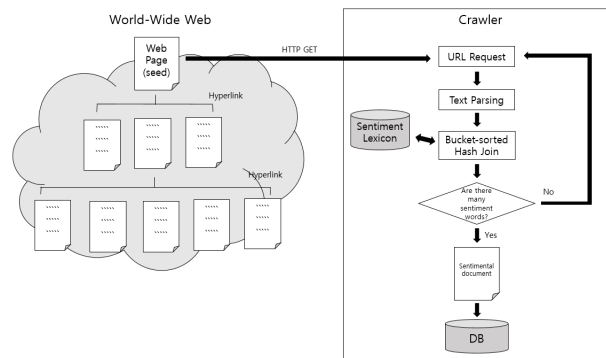 World-Wide Web
Web
Page
(seed)
Hyperlink
Hyperlink
HTTP GET
Crawler
URL Request
Text Parsing
Sentiment
Lexicon
Bucket-sorted
Hash Join
Are there
many
sentiment
words?
No
Yes
Sentimental
document
DB